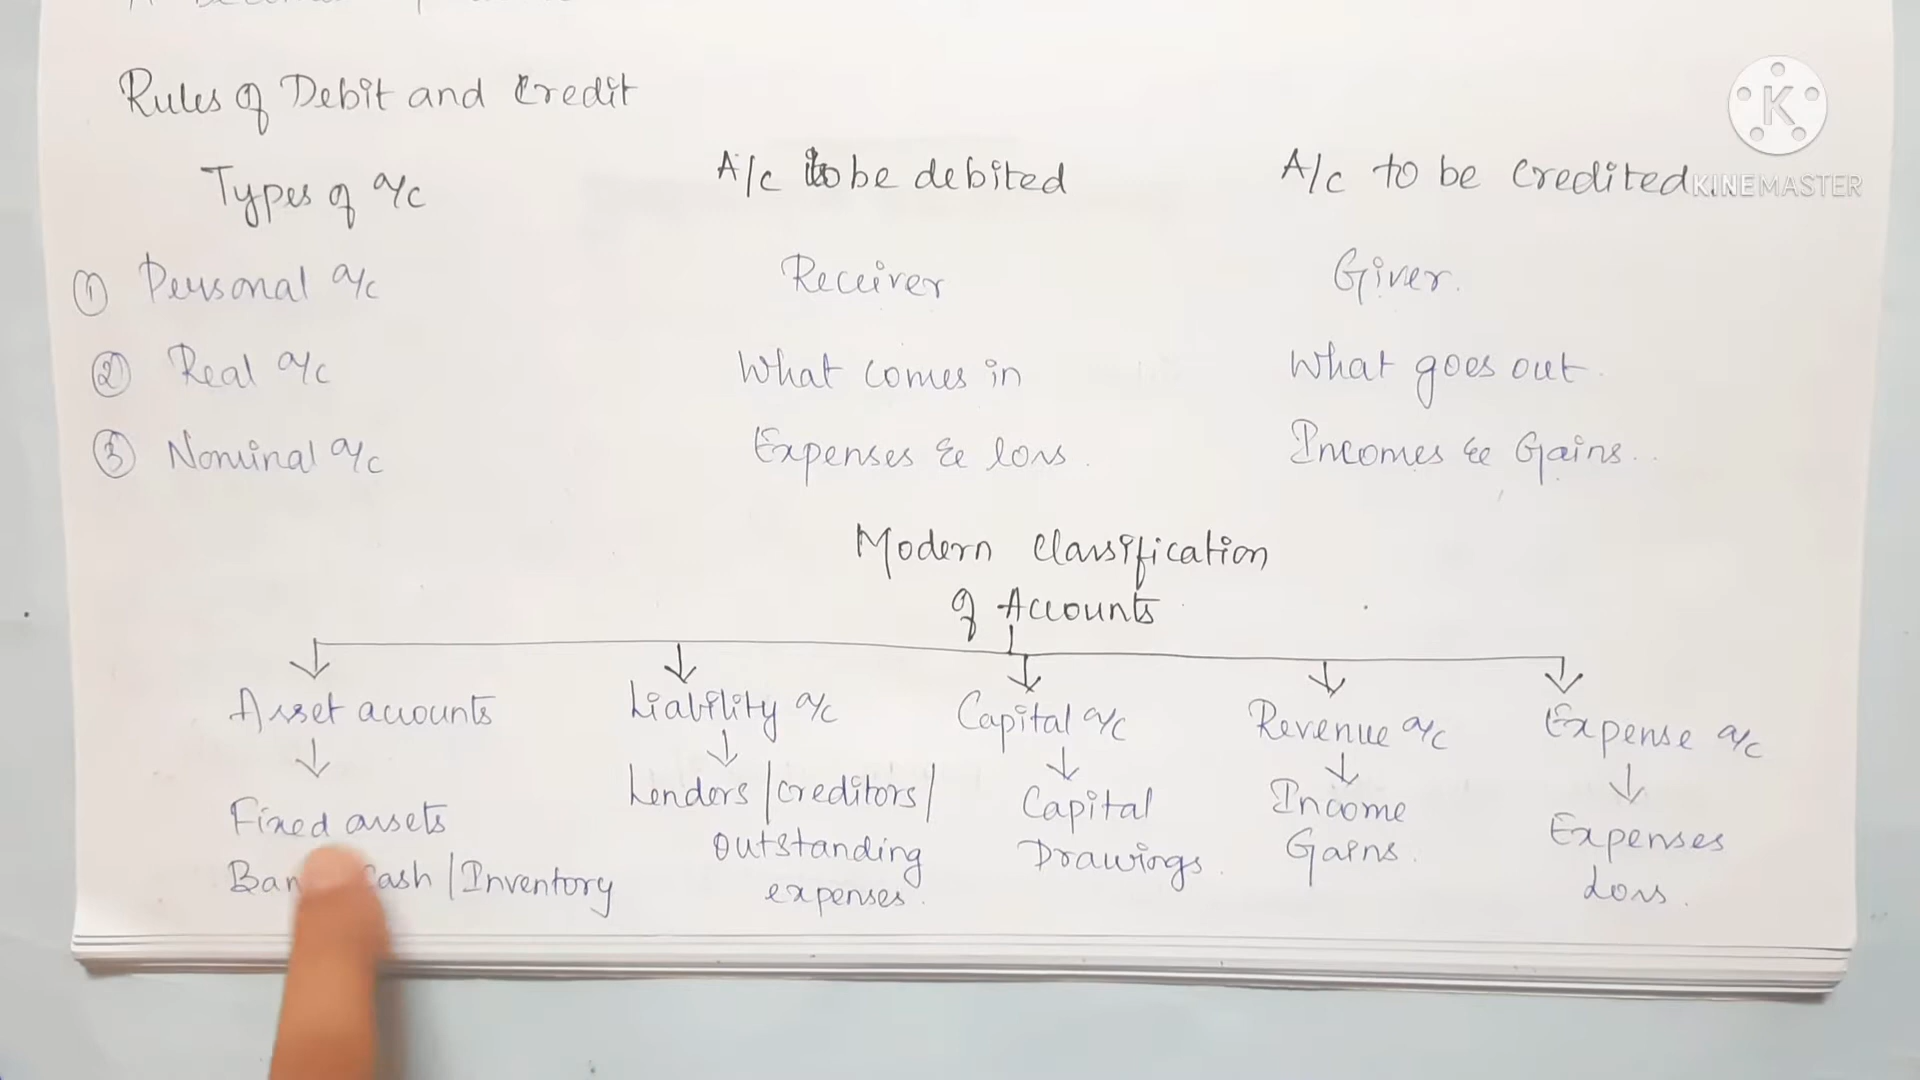 Rules of Debit and Credit
Types of a/c A/c to be debited A/c to be credited
KINEMASTER
① Personal a/c Receiver Giver.
② Real a/c What comes in What goes out.
③ Nominal a/c Expenses & loss. Incomes & Gains..
Modern classification
of Accounts
Asset accounts Liability a/c Capital a/c Revenue a/c Expense a/c
Fixed assets Lenders/creditors/ Capital Income Expenses
outstanding Drawings. Gains. Loss.
Cash/Inventory expenses.